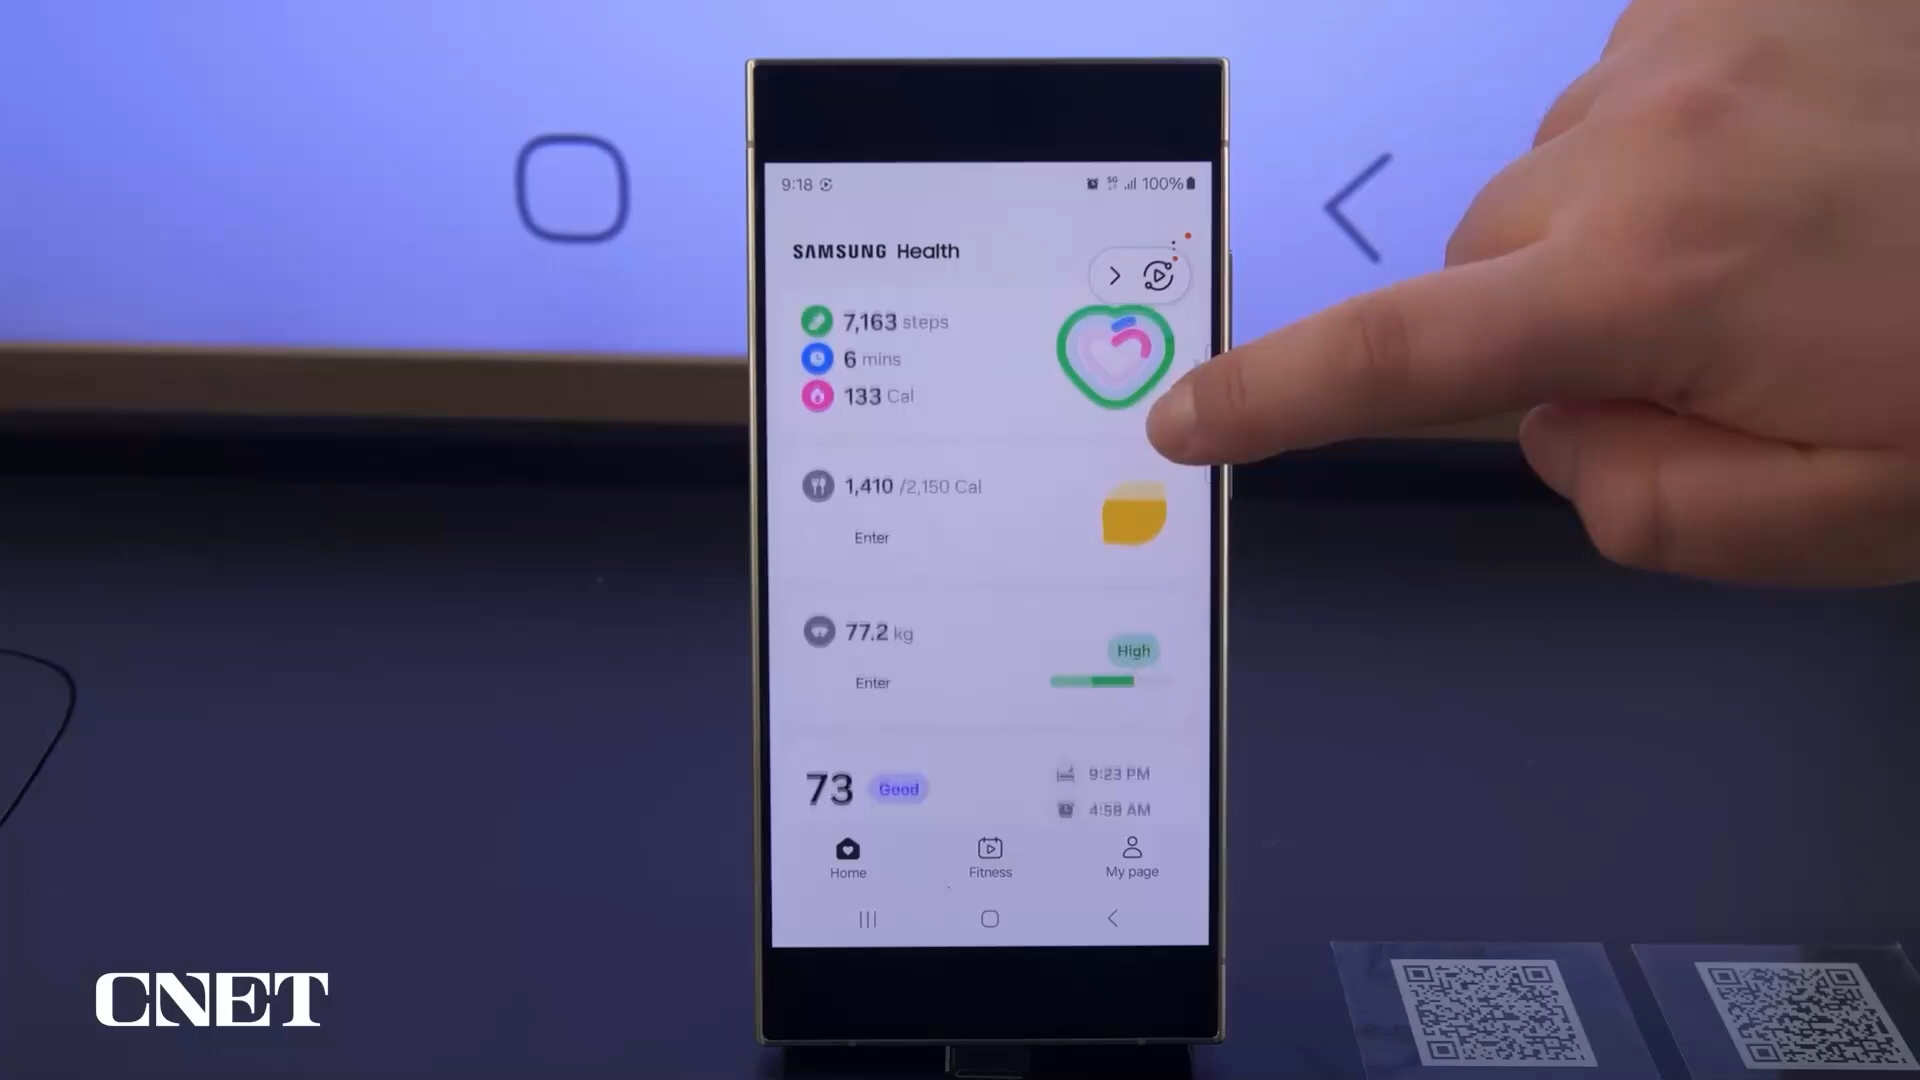 9:18
5G 100%
SAMSUNG Health
7,163 steps
6 mins
133 Cal
1,410 /2,150 Cal
Enter
77.2 kg
High
Enter
73 Good
9:23 PM
4:58 AM
Home
Fitness
My page
CNET